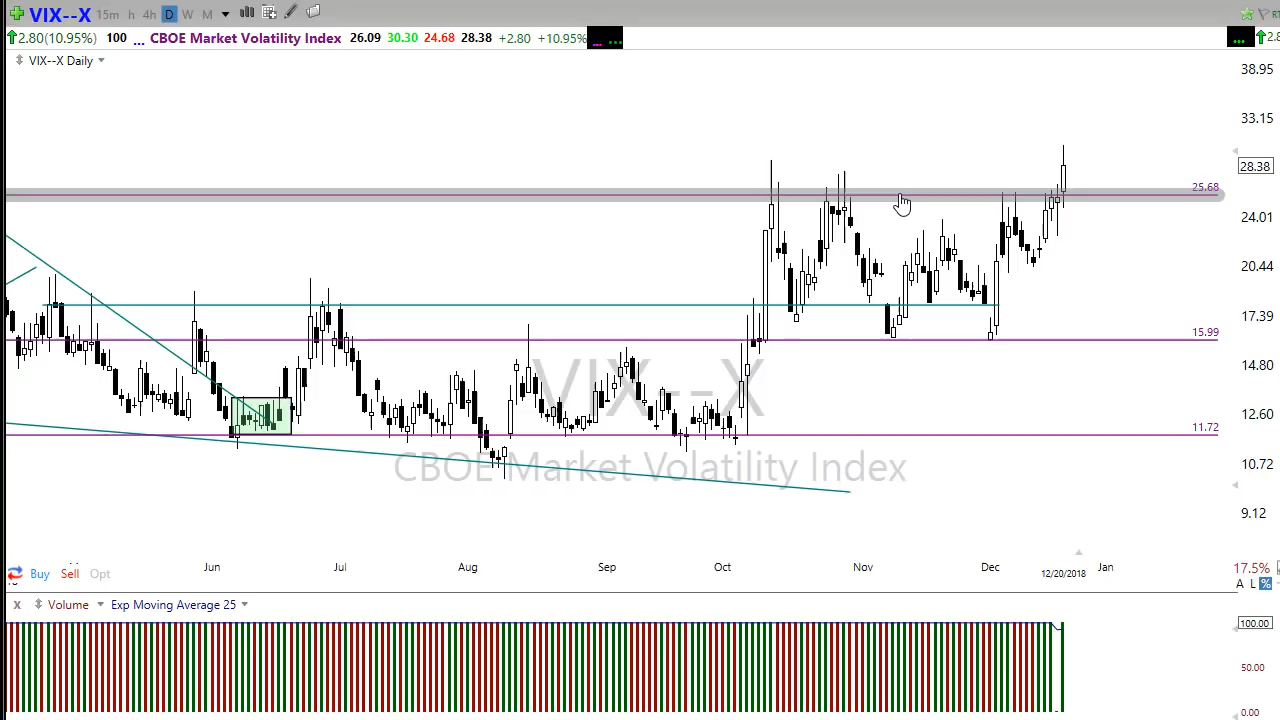 VIX--X 15m h 4h D W M
2.80(10.95%) 100 ... CBOE Market Volatility Index 26.09 30.30 24.68 28.38 +2.80 +10.95%
VIX--X Daily
38.95
33.15
28.38
25.68
24.01
20.44
17.39
15.99
14.80
VIX--X
12.60
11.72
CBOE Market Volatility Index
10.72
9.12
Jun Jul Aug Sep Oct Nov Dec Jan
12/20/2018
17.5%
Buy Sell Opt
A L %
X Volume Exp Moving Average 25
100.00
50.00
0.00